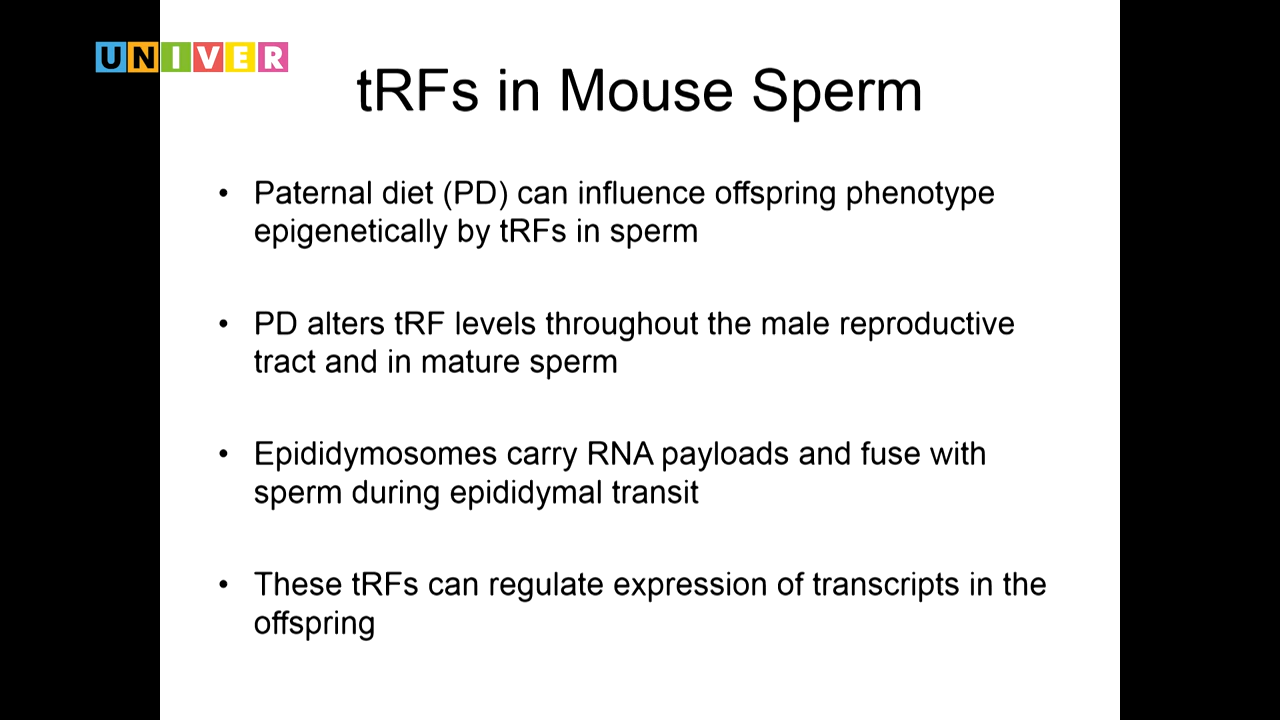 UNIVER
tRFs in Mouse Sperm
• Paternal diet (PD) can influence offspring phenotype
epigenetically by tRFs in sperm
• PD alters tRF levels throughout the male reproductive
tract and in mature sperm
• Epididymosomes carry RNA payloads and fuse with
sperm during epididymal transit
• These tRFs can regulate expression of transcripts in the
offspring